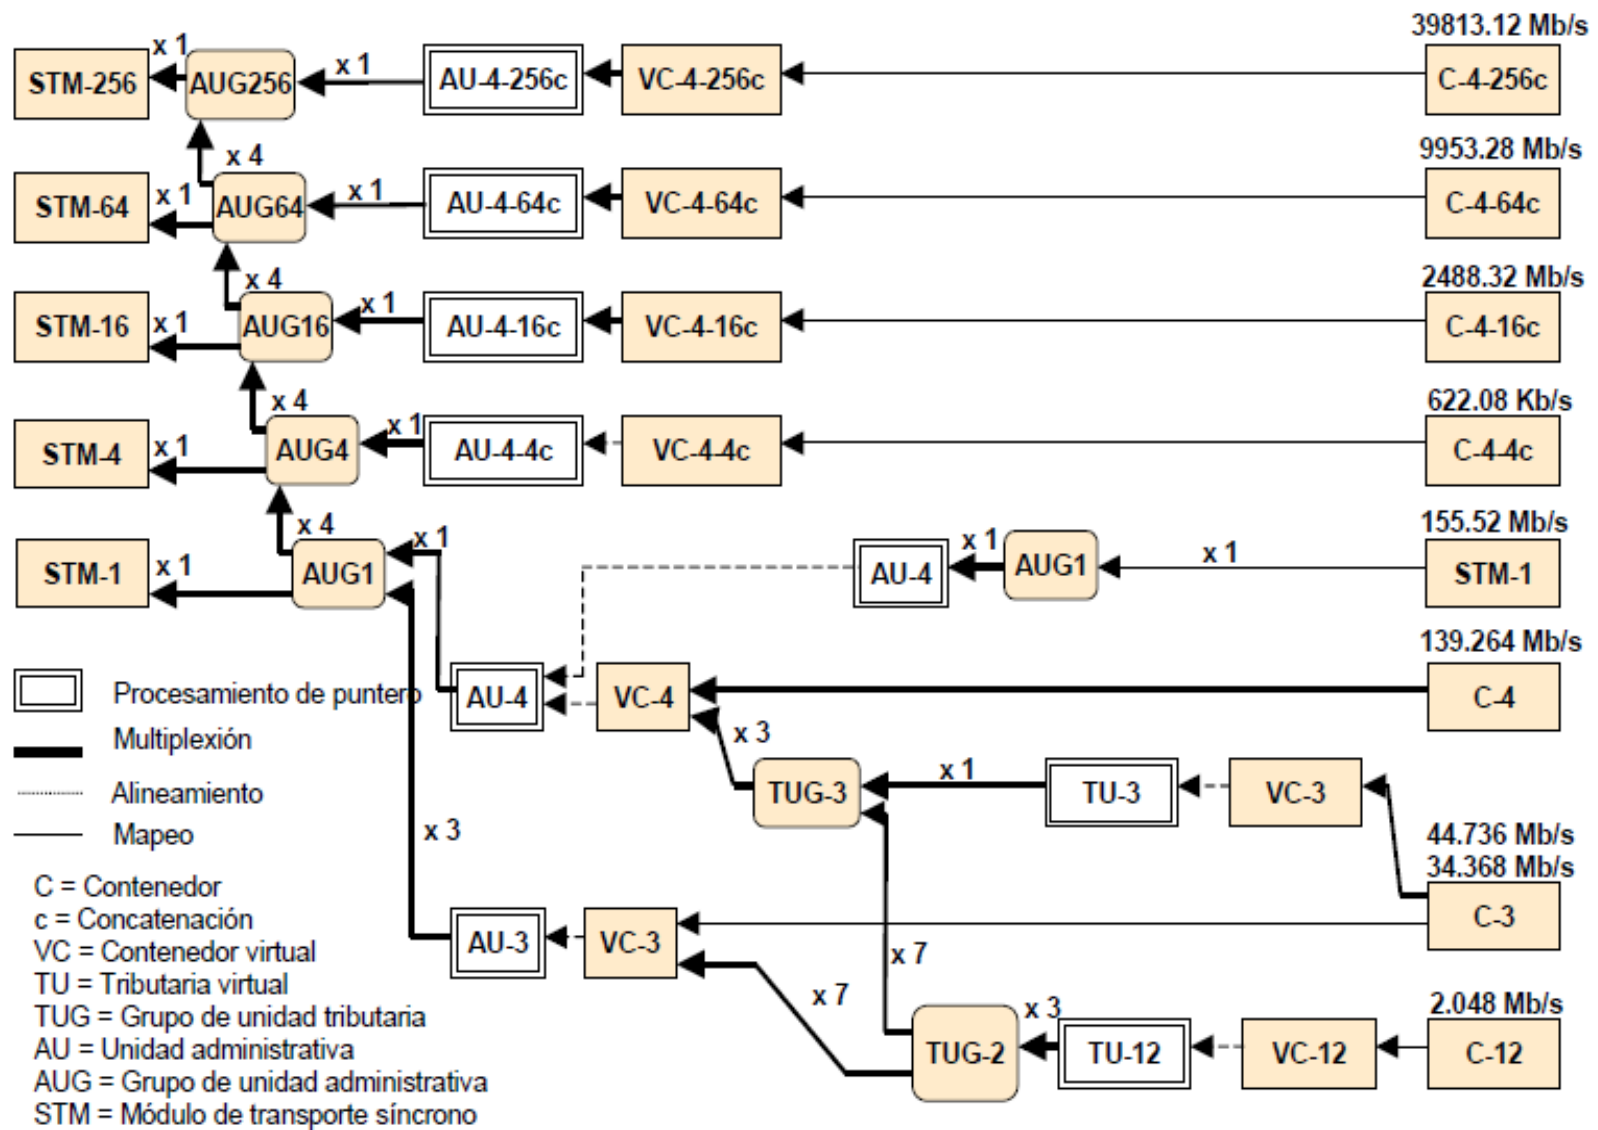 39813.12 Mb/s
x 1
STM-256
AUG256
x 1
AU-4-256c
VC-4-256c
C-4-256c
x 4
9953.28 Mb/s
STM-64
x 1
AUG64
x 1
AU-4-64c
VC-4-64c
C-4-64c
x 4
2488.32 Mb/s
STM-16
x 1
AUG16
x 1
AU-4-16c
VC-4-16c
C-4-16c
x 4
622.08 Kb/s
STM-4
x 1
AUG4
x 1
AU-4-4c
VC-4-4c
C-4-4c
x 4
155.52 Mb/s
STM-1
x 1
AUG1
x 1
AU-4
x 1
AUG1
x 1
STM-1
139.264 Mb/s
AU-4
VC-4
C-4
x 3
TUG-3
x 1
TU-3
VC-3
44.736 Mb/s
34.368 Mb/s
x 3
C-3
AU-3
VC-3
x 7
x 7
2.048 Mb/s
TUG-2
x 3
TU-12
VC-12
C-12
Procesamiento de puntero
Multiplexión
Alineamiento
Mapeo
C = Contenedor
c = Concatenación
VC = Contenedor virtual
TU = Tributaria virtual
TUG = Grupo de unidad tributaria
AU = Unidad administrativa
AUG = Grupo de unidad administrativa
STM = Módulo de transporte síncrono